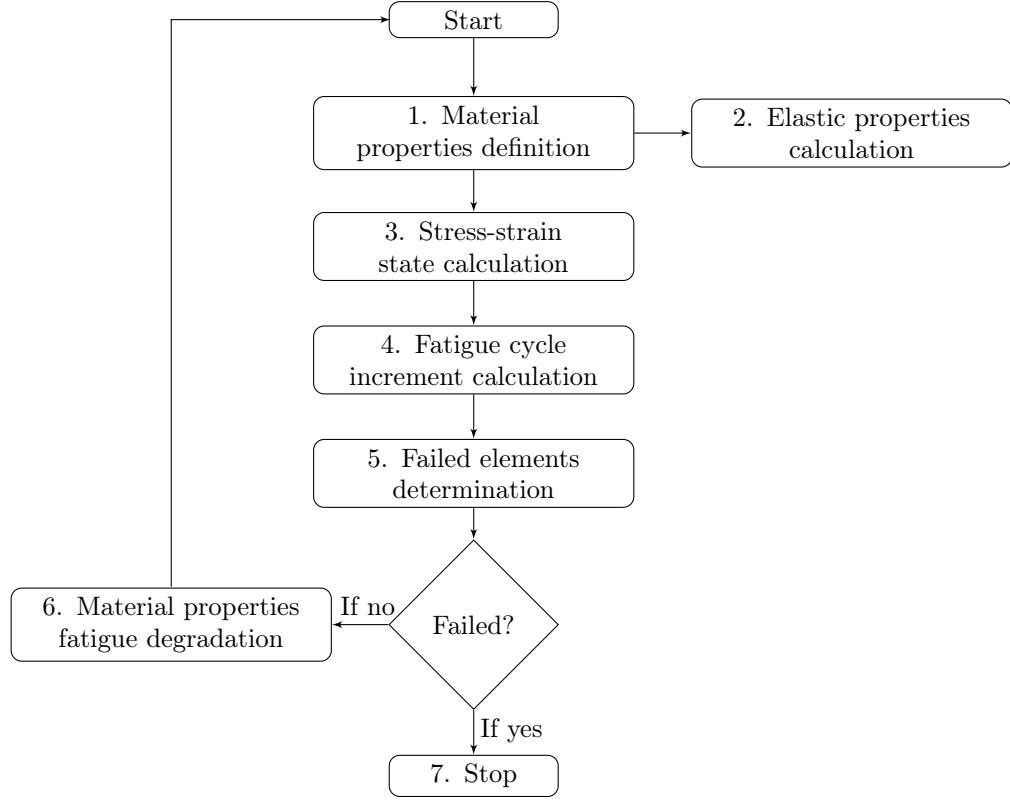 Start
1. Material
properties definition
2. Elastic properties
calculation
3. Stress-strain
state calculation
4. Fatigue cycle
increment calculation
5. Failed elements
determination
6. Material properties
fatigue degradation
If no
Failed?
If yes
7. Stop